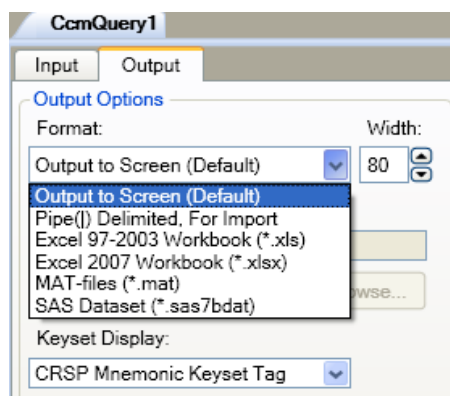 CcmQuery1
Input Output
Output Options
Format: Width:
Output to Screen (Default) 80
Output to Screen (Default)
Pipe(|) Delimited, For Import
Excel 97-2003 Workbook (*.xls)
Excel 2007 Workbook (*.xlsx)
MAT-files (*.mat)
SAS Dataset (*.sas7bdat)
Keyset Display:
CRSP Mnemonic Keyset Tag